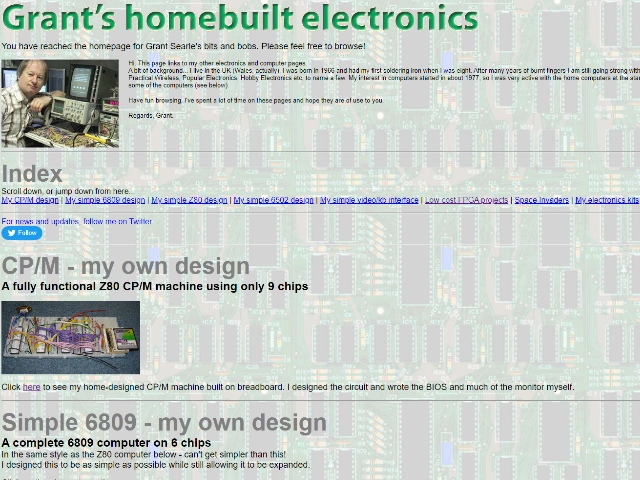 Grant's homebuilt electronics
You have reached the homepage for Grant Searle's bits and bobs. Please feel free to browse!
Hi, This page links to my other electronics and computer pages.
A bit of background... I live in the UK (Wales, actually). I was born in 1966 and had my first soldering iron when I was eight. After many years of burnt fingers I am still going strong with
Practical Wireless, Popular Electronics, Hobby Electronics etc, to name a few. My interest in computers started in about 1977, so I was very active with the home computers at the star
some of the computers (see below)
Have fun browsing. I've spent a lot of time on these pages and hope they are of use to you.
Regards, Grant.
Index
Scroll down, or jump down from here..
My CP/M design | My simple 6809 design | My simple Z80 design | My simple 6502 design | My simple video/kb interface | Low cost FPGA projects | Space Invaders | My electronics kits
For news and updates, follow me on Twitter
Follow
CP/M - my own design
A fully functional Z80 CP/M machine using only 9 chips
Click here to see my home-designed CP/M machine built on breadboard. I designed the circuit and wrote the BIOS and much of the monitor myself.
Simple 6809 - my own design
A complete 6809 computer on 6 chips
In the same style as the Z80 computer below - can't get simpler than this!
I designed this to be as simple as possible while still allowing it to be expanded.